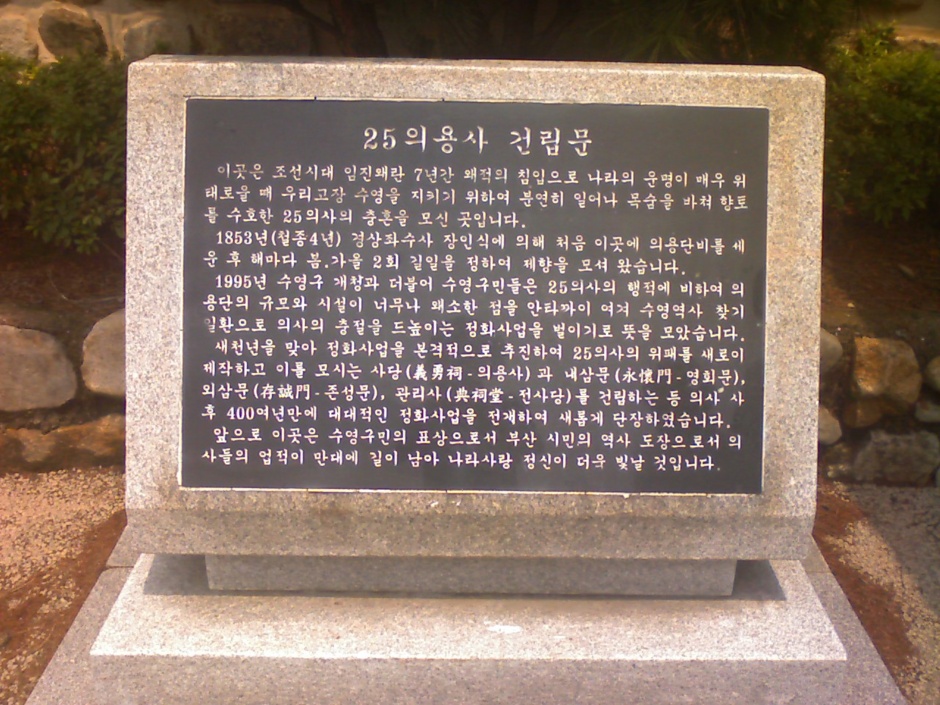 25의용사 건립문
이곳은 조선시대 임진왜란 7년간 왜적의 침입으로 나라의 운명이 매우 위
태로울 때 우리고장 수영을 지키기 위하여 분연히 일어나 목숨을 바쳐 향토
를 수호한 25의사의 충혼을 모신 곳입니다.
1853년(철종4년) 경상좌수사 장인식에 의해 처음 이곳에 의용단비를 세
운 후 해마다 봄.가을 2회 길일을 정하여 제향을 모셔 왔습니다.
1995년 수영구 개청과 더불어 수영구민들은 25의사의 행적에 비하여 의
용단의 규모와 시설이 너무나 왜소한 점을 안타까이 여겨 수영역사 찾기
일환으로 의사의 충절을 드높이는 정화사업을 벌이기로 뜻을 모았습니다.
새천년을 맞아 정화사업을 본격적으로 추진하여 25의사의 위패를 새로이
제작하고 이를 모시는 사당(義勇祠-의용사)과 내삼문(永懷門-영회문),
외삼문(存誠門-존성문), 관리사(典祠堂-전사당)를 건립하는 등 의사 사
후 400여년만에 대대적인 정화사업을 전개하여 새롭게 단장하였습니다.
앞으로 이곳은 수영구민의 표상으로서 부산 시민의 역사 도장으로서 의
사들의 업적이 만대에 길이 남아 나라사랑 정신이 더욱 빛날 것입니다.